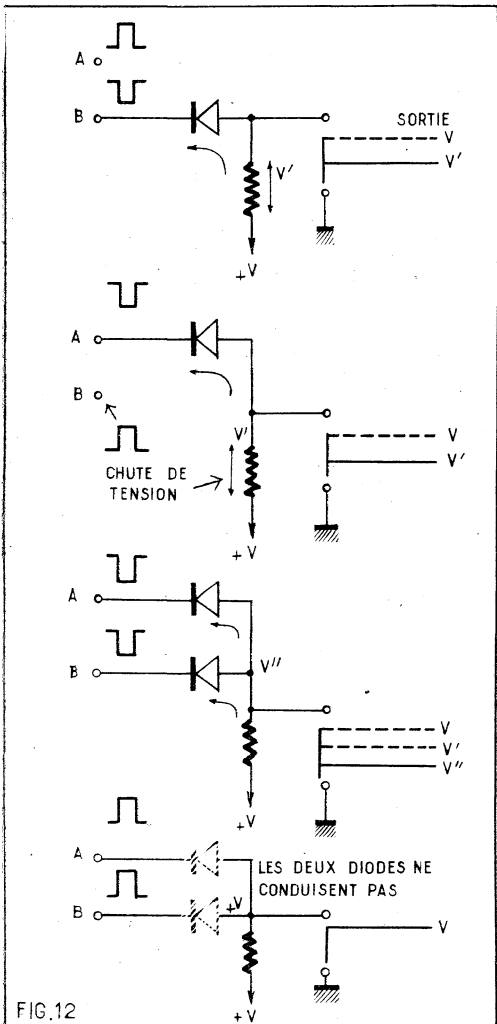 A
B
SORTIE
V
V'
V'
+V
A
B
V'
V
V'
CHUTE DE
TENSION
+V
A
B
V"
V
V'
V"
+V
A
LES DEUX DIODES NE
CONDUISENT PAS
B
+V
V
+V
FIG.12